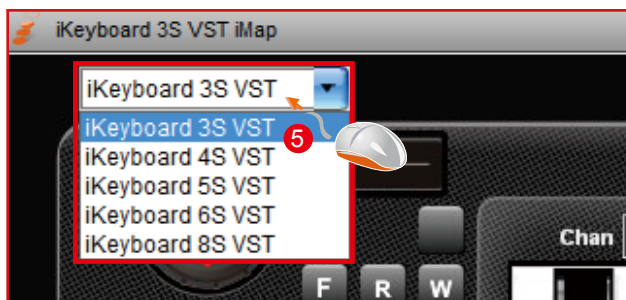 iKeyboard 3S VST iMap
iKeyboard 3S VST
iKeyboard 3S VST
5
iKeyboard 4S VST
iKeyboard 5S VST
iKeyboard 6S VST
iKeyboard 8S VST
Chan
F R W